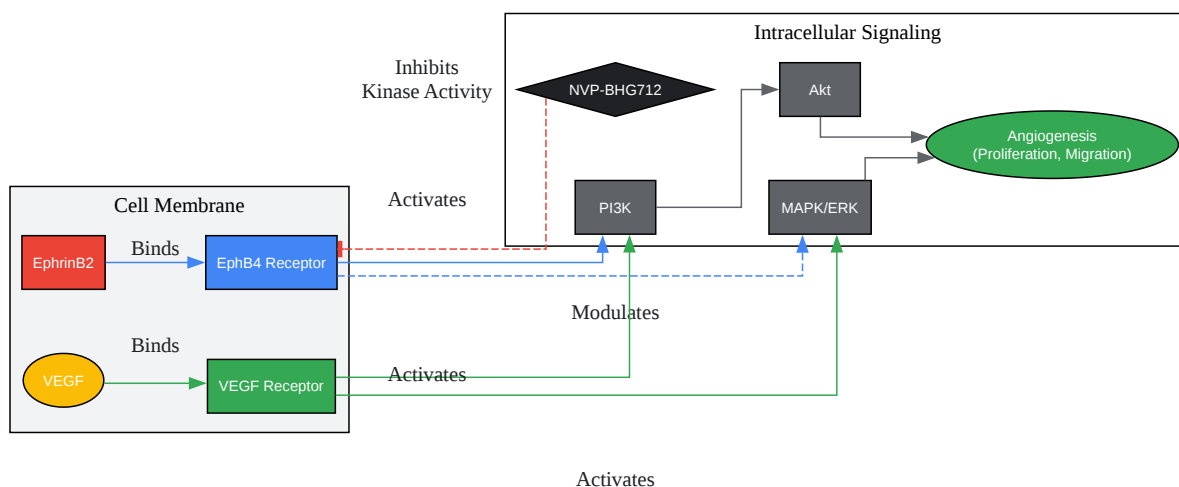 Intracellular Signaling
Inhibits
Kinase Activity
NVP-BHG712
Akt
Angiogenesis
(Proliferation, Migration)
Cell Membrane
Activates
PI3K
MAPK/ERK
EphrinB2
Binds
EphB4 Receptor
Modulates
Binds
VEGF
VEGF Receptor
Activates
Activates